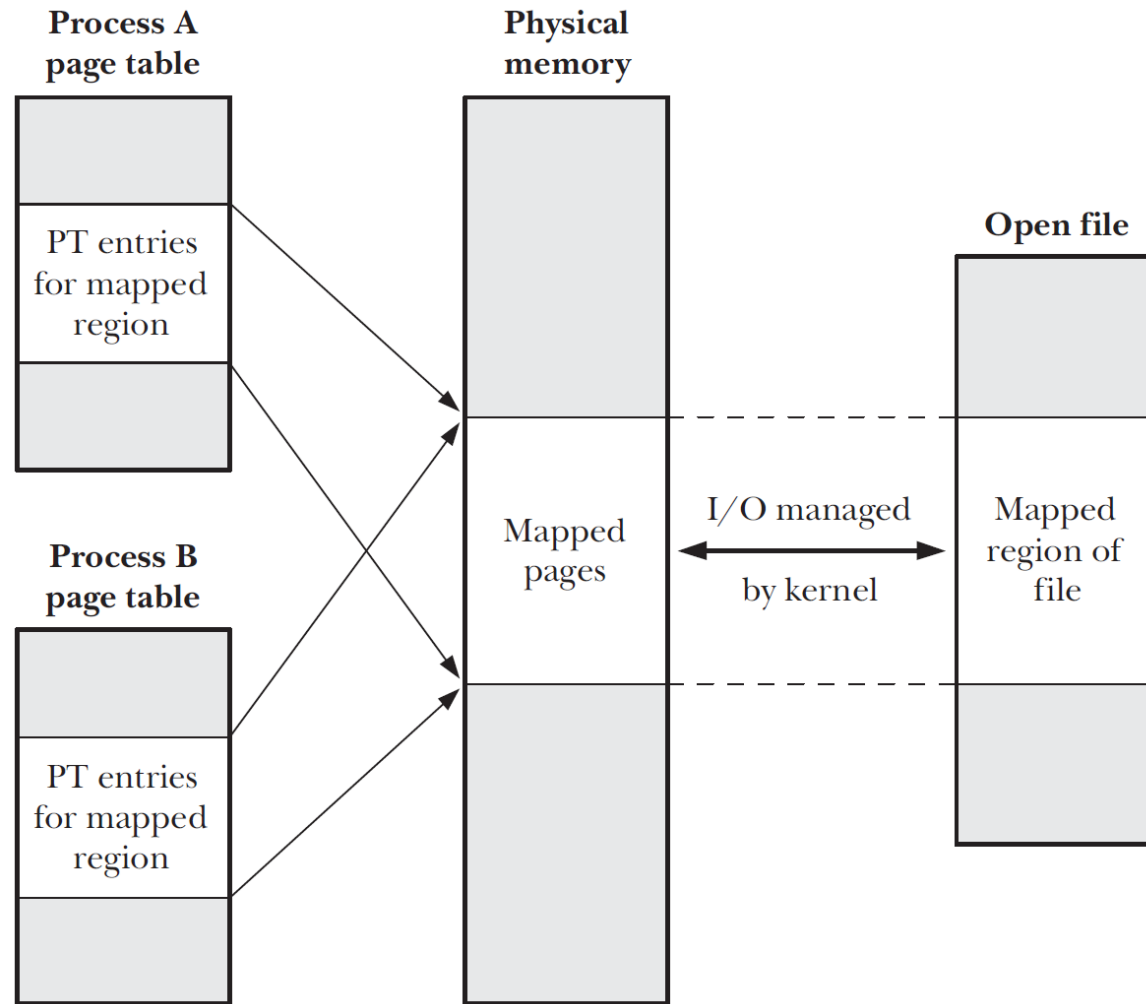 Process A
page table
PT entries
for mapped
region
Process B
page table
PT entries
for mapped
region
Physical
memory
Mapped
pages
I/O managed
by kernel
Open file
Mapped
region of
file